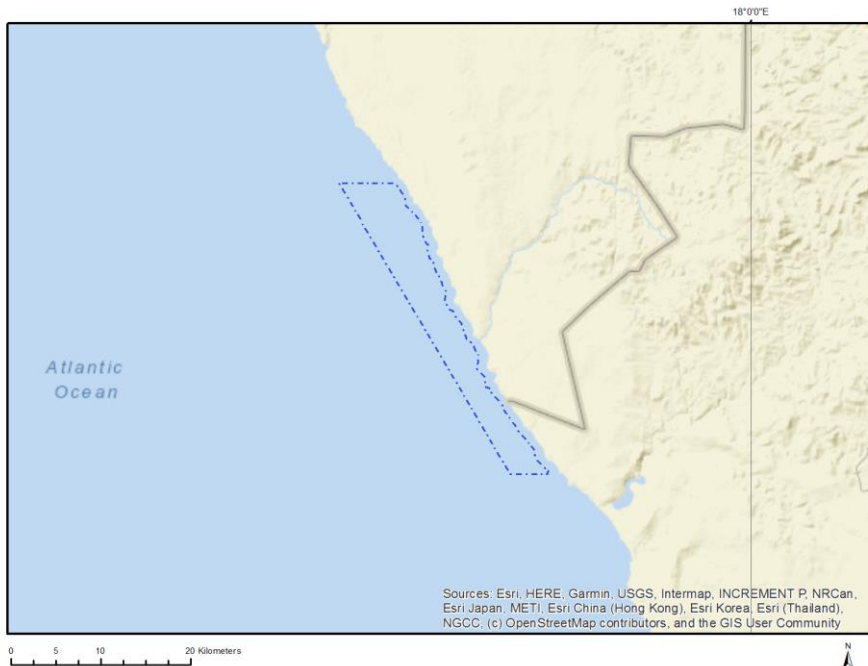 18°0'0"E
Atlantic
Ocean
Sources: Esri, HERE, Garmin, USGS, Intermap, INCREMENT P, NRCan,
Esri Japan, METI, Esri China (Hong Kong), Esri Korea, Esri (Thailand),
NGCC, (c) OpenStreetMap contributors, and the GIS User Community
0 5 10 20 Kilometers
N